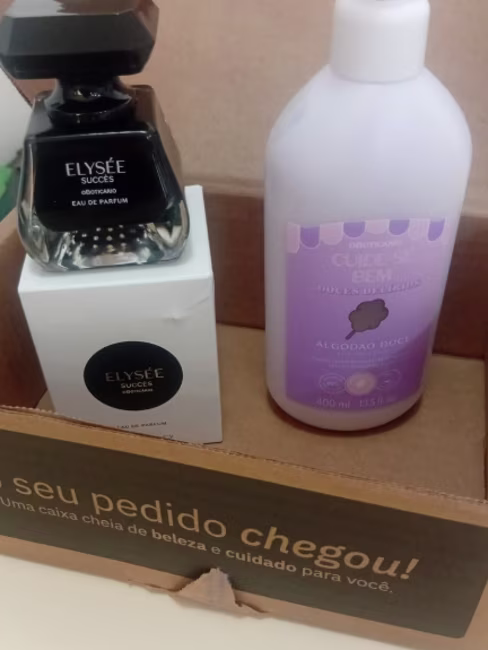 ELYSÉE
SUCCÈS
oBOTICÁRIO
EAU DE PARFUM
ELYSÉE
SUCCÈS
oBOTICÁRIO
EAU DE PARFUM
oBOTICÁRIO
CUIDE-SE
BEM
ALGODÃO DOCE
400 ml
seu pedido chegou!
Uma caixa cheia de beleza e cuidado para você.